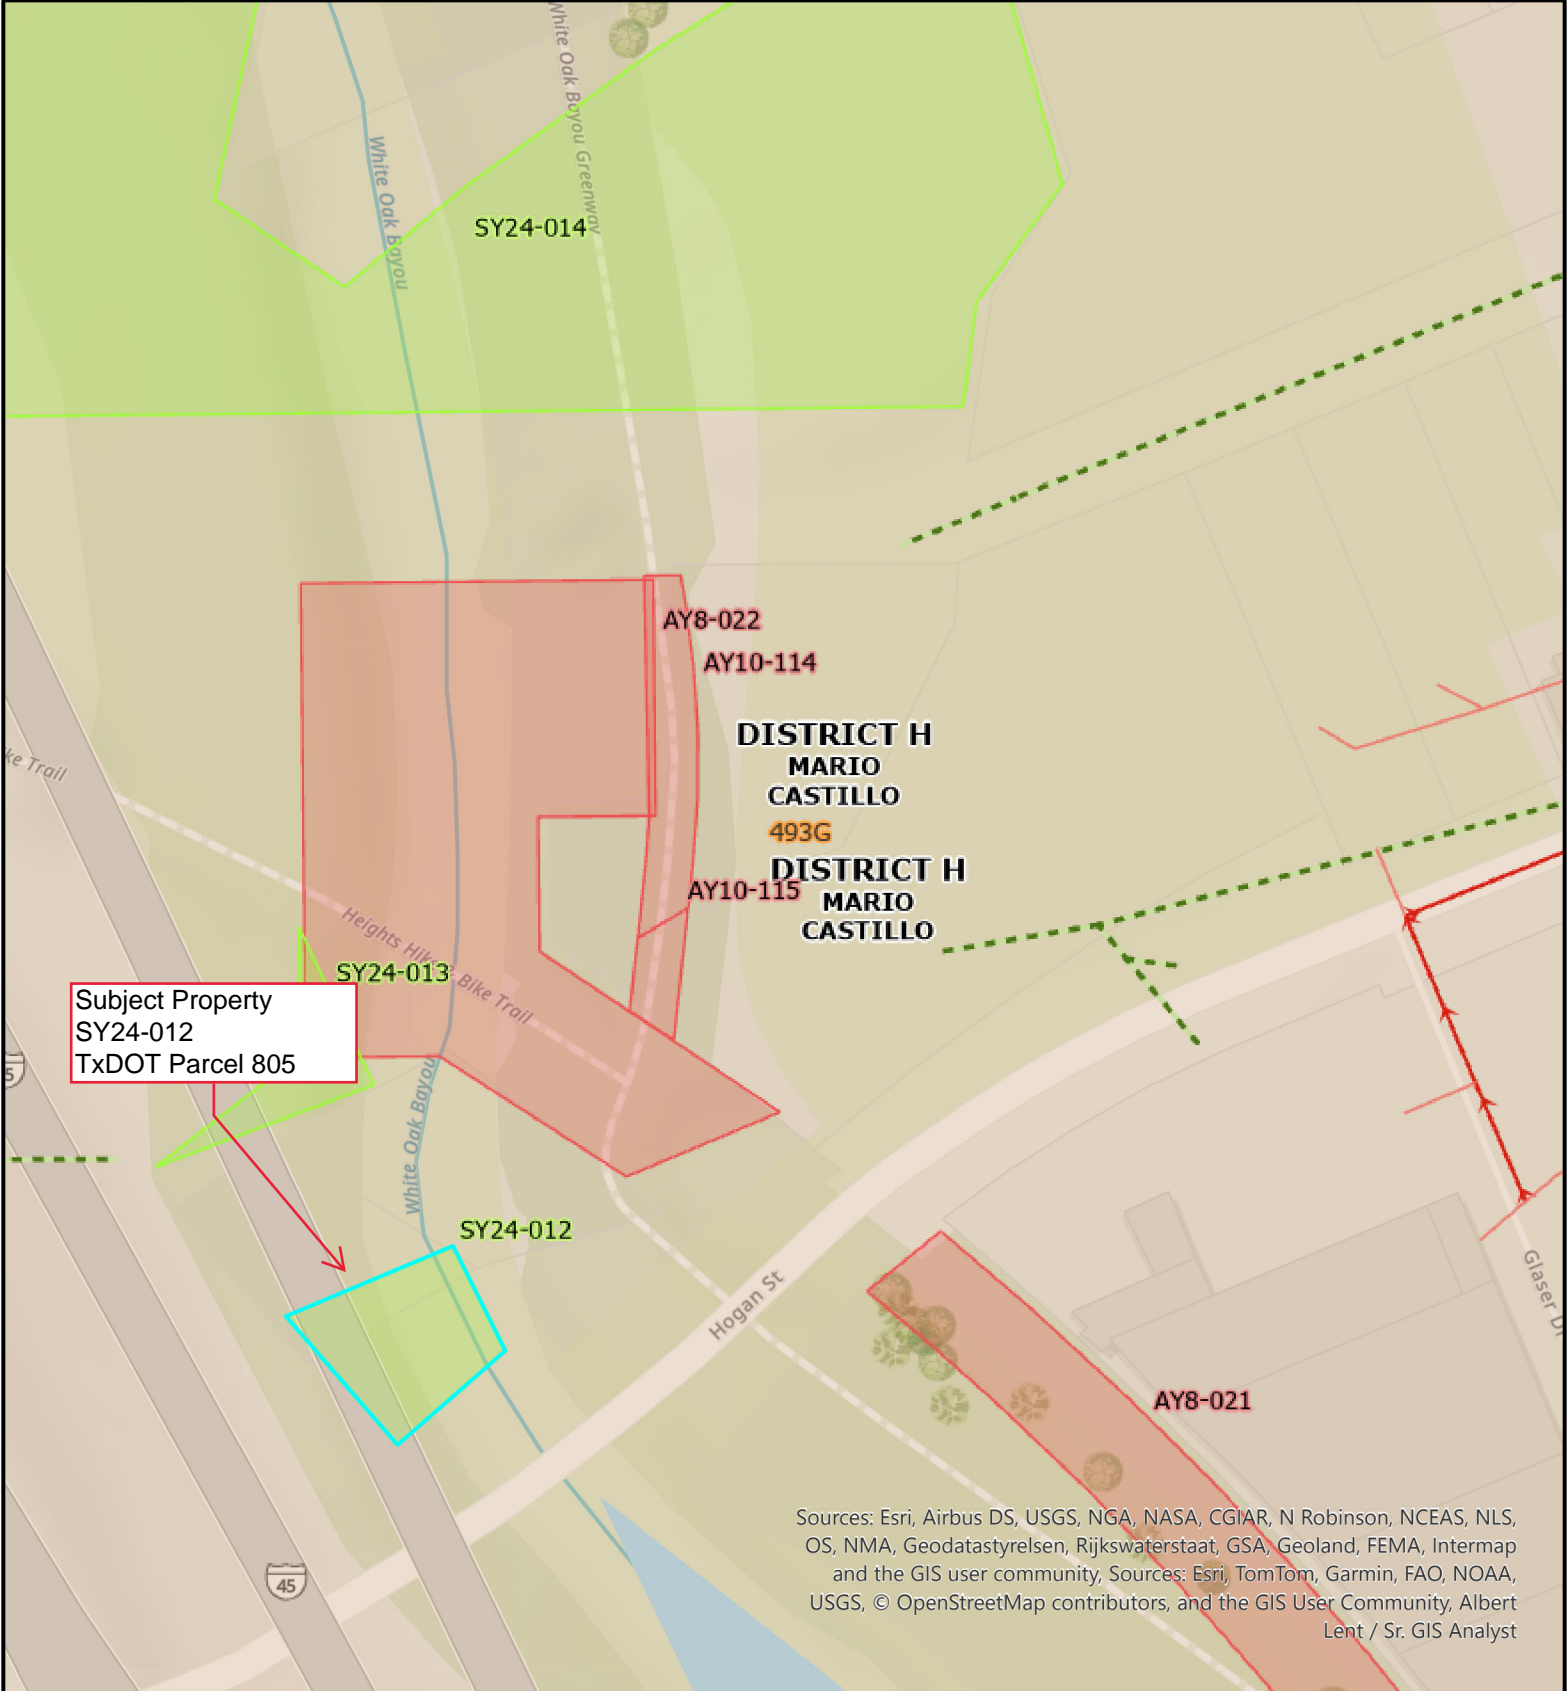 White Oak Bayou Greenway
White Oak Bayou
SY24-014
AY8-022
AY10-114
DISTRICT H
MARIO
CASTILLO
493G
DISTRICT H
MARIO
CASTILLO
AY10-115
ke Trail
Heights Hike & Bike Trail
SY24-013
Subject Property
SY24-012
TxDOT Parcel 805
5
White Oak Bayou
SY24-012
Hogan St
Glaser Dr
AY8-021
45
Sources: Esri, Airbus DS, USGS, NGA, NASA, CGIAR, N Robinson, NCEAS, NLS,
OS, NMA, Geodatastyrelsen, Rijkswaterstaat, GSA, Geoland, FEMA, Intermap
and the GIS user community, Sources: Esri, TomTom, Garmin, FAO, NOAA,
USGS, © OpenStreetMap contributors, and the GIS User Community, Albert
Lent / Sr. GIS Analyst